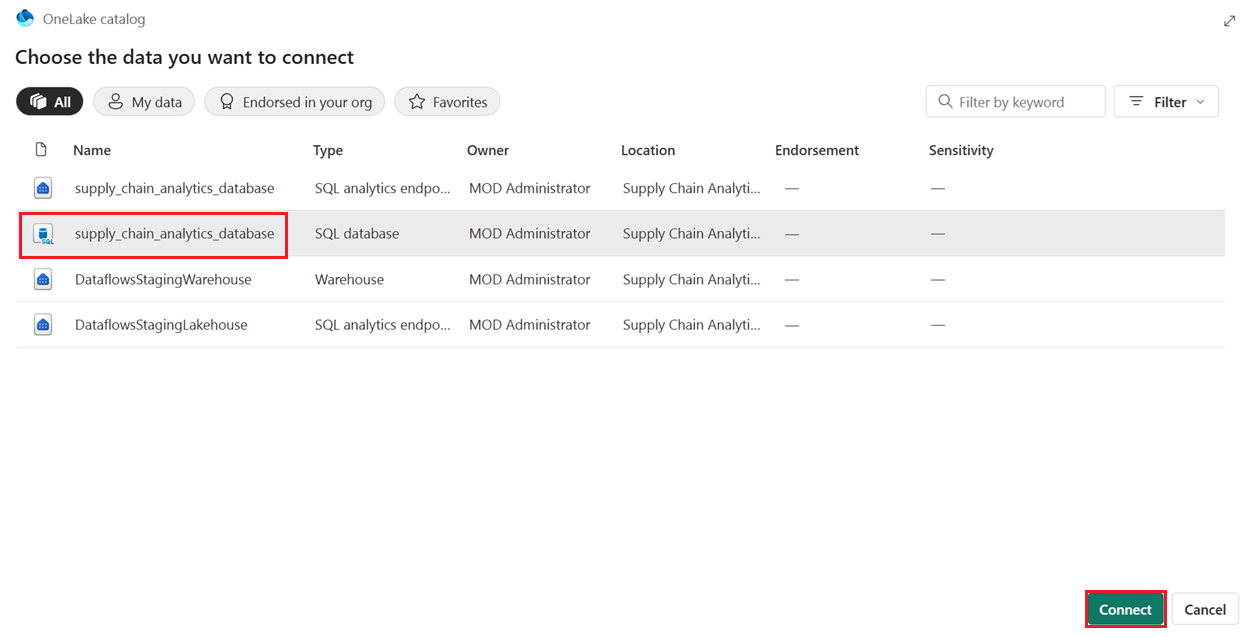 OneLake catalog
Choose the data you want to connect
All My data Endorsed in your org Favorites Filter by keyword Filter
Name Type Owner Location Endorsement Sensitivity
supply_chain_analytics_database SQL analytics endpo... MOD Administrator Supply Chain Analyti... — —
SQL supply_chain_analytics_database SQL database MOD Administrator Supply Chain Analyti... — —
DataflowsStagingWarehouse Warehouse MOD Administrator Supply Chain Analyti... — —
DataflowsStagingLakehouse SQL analytics endpo... MOD Administrator Supply Chain Analyti... — —
Connect Cancel